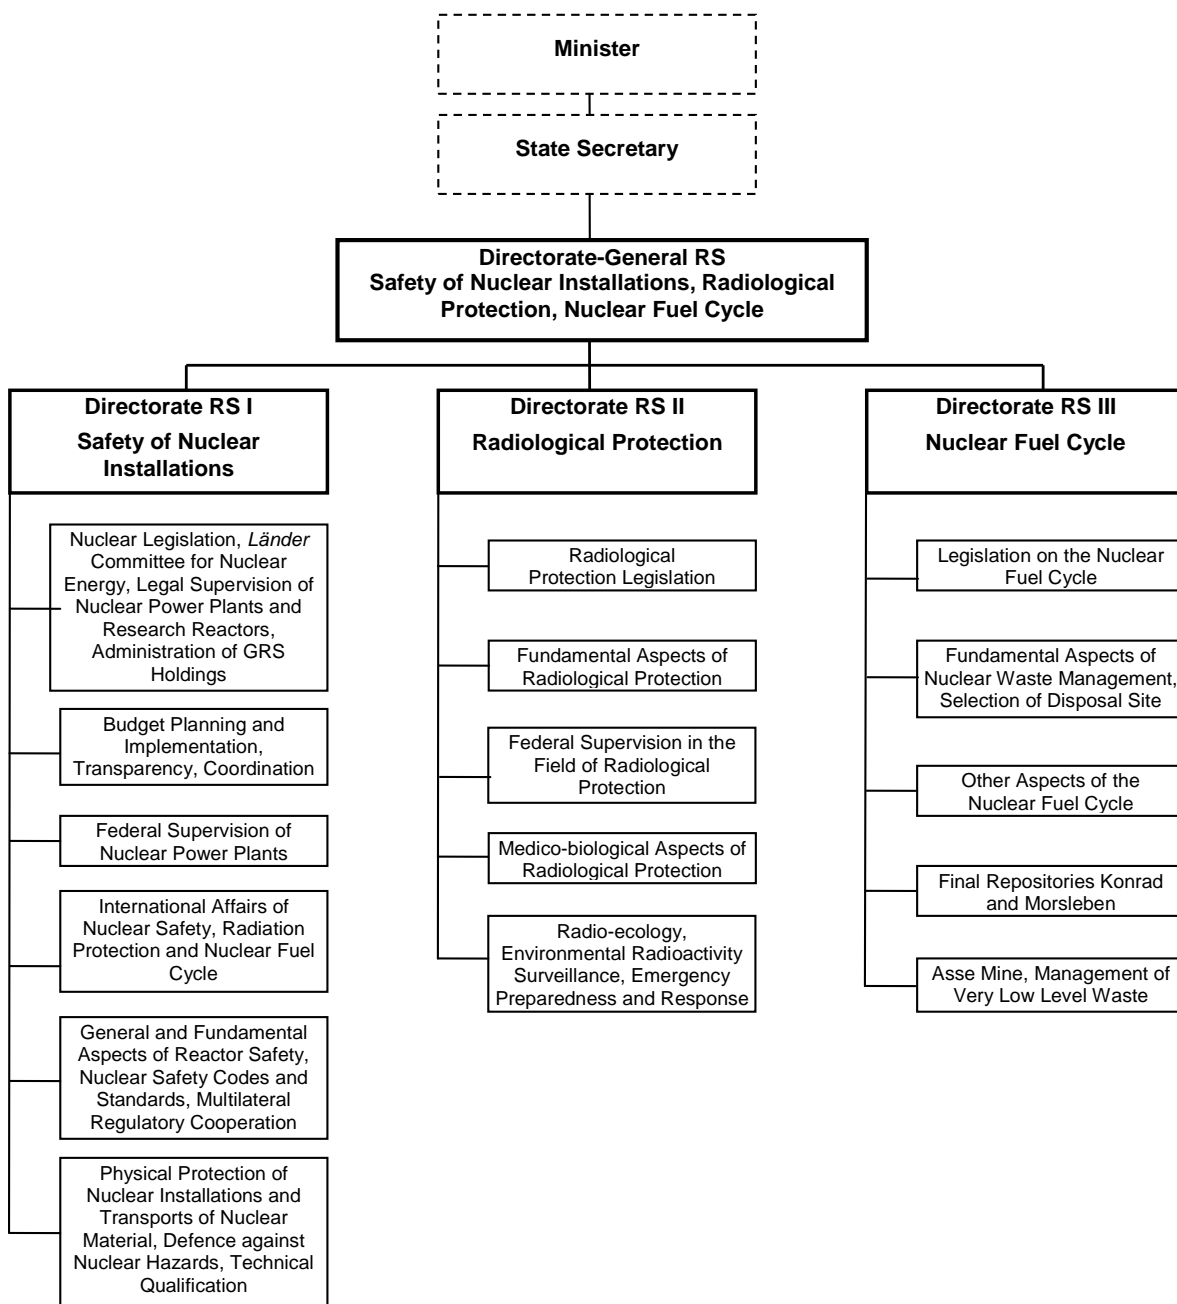 Minister
State Secretary
Directorate-General RS
Safety of Nuclear Installations, Radiological
Protection, Nuclear Fuel Cycle
Directorate RS I
Safety of Nuclear
Installations
Nuclear Legislation, Länder
Committee for Nuclear
Energy, Legal Supervision of
Nuclear Power Plants and
Research Reactors,
Administration of GRS
Holdings
Budget Planning and
Implementation,
Transparency, Coordination
Federal Supervision of
Nuclear Power Plants
International Affairs of
Nuclear Safety, Radiation
Protection and Nuclear Fuel
Cycle
General and Fundamental
Aspects of Reactor Safety,
Nuclear Safety Codes and
Standards, Multilateral
Regulatory Cooperation
Physical Protection of
Nuclear Installations and
Transports of Nuclear
Material, Defence against
Nuclear Hazards, Technical
Qualification
Directorate RS II
Radiological Protection
Radiological
Protection Legislation
Fundamental Aspects of
Radiological Protection
Federal Supervision in the
Field of Radiological
Protection
Medico-biological Aspects of
Radiological Protection
Radio-ecology,
Environmental Radioactivity
Surveillance, Emergency
Preparedness and Response
Directorate RS III
Nuclear Fuel Cycle
Legislation on the Nuclear
Fuel Cycle
Fundamental Aspects of
Nuclear Waste Management,
Selection of Disposal Site
Other Aspects of the
Nuclear Fuel Cycle
Final Repositories Konrad
and Morsleben
Asse Mine, Management of
Very Low Level Waste